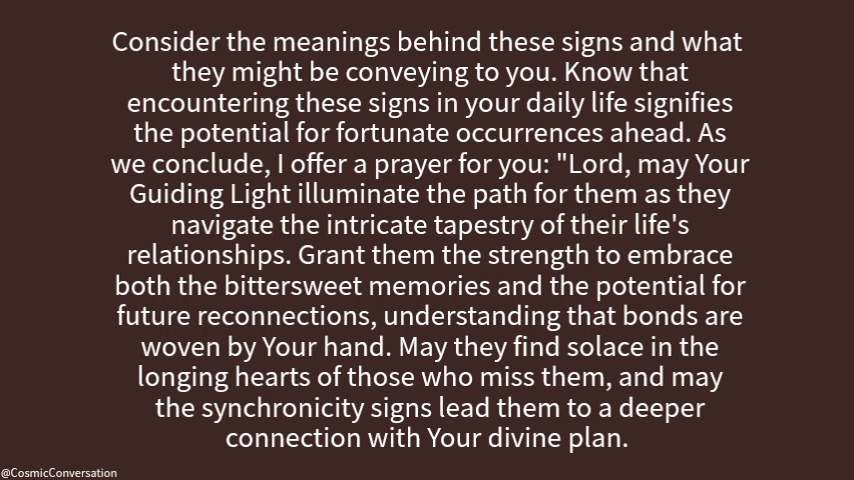 Consider the meanings behind these signs and what
they might be conveying to you. Know that
encountering these signs in your daily life signifies
the potential for fortunate occurrences ahead. As
we conclude, I offer a prayer for you: "Lord, may Your
Guiding Light illuminate the path for them as they
navigate the intricate tapestry of their life's
relationships. Grant them the strength to embrace
both the bittersweet memories and the potential for
future reconnections, understanding that bonds are
woven by Your hand. May they find solace in the
longing hearts of those who miss them, and may
the synchronicity signs lead them to a deeper
connection with Your divine plan.
@CosmicConversation